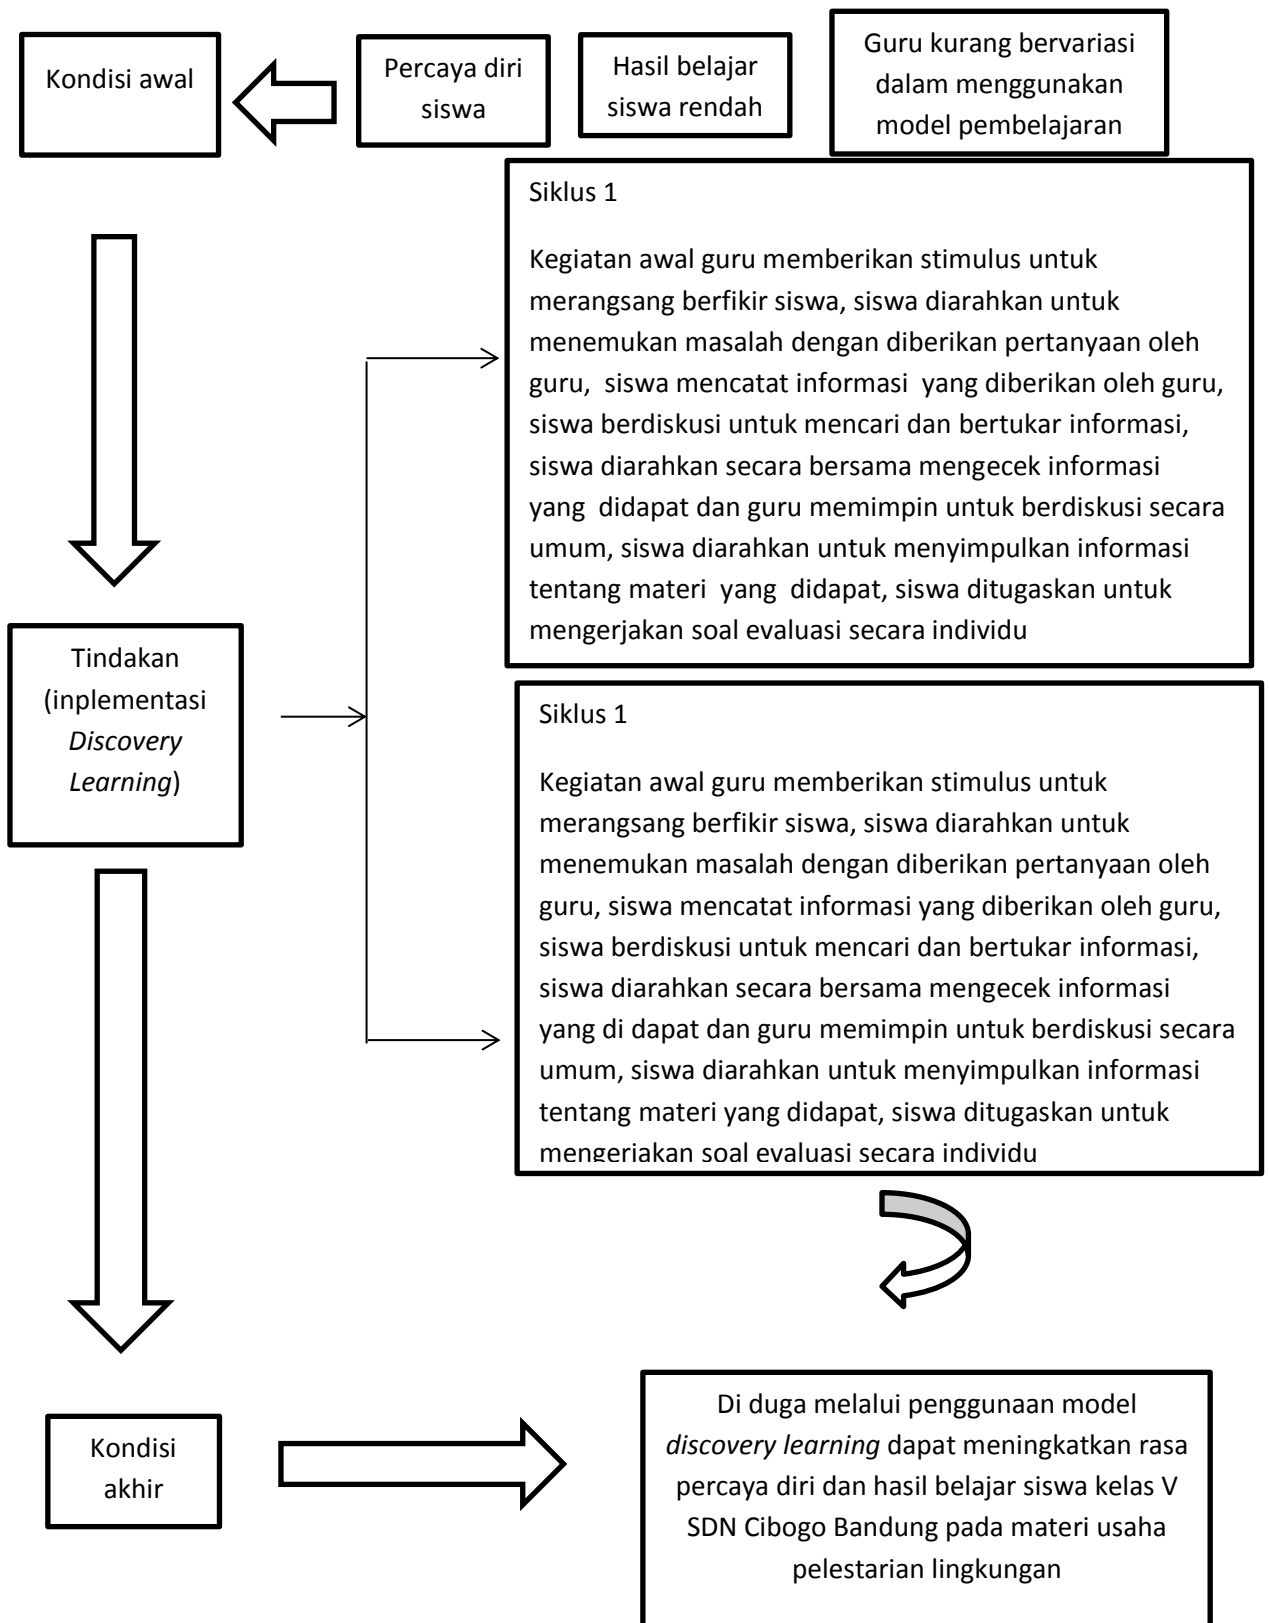 Kondisi awal
Percaya diri
siswa
Hasil belajar
siswa rendah
Guru kurang bervariasi
dalam menggunakan
model pembelajaran
Siklus 1
Kegiatan awal guru memberikan stimulus untuk
merangsang berfikir siswa, siswa diarahkan untuk
menemukan masalah dengan diberikan pertanyaan oleh
guru, siswa mencatat informasi yang diberikan oleh guru,
siswa berdiskusi untuk mencari dan bertukar informasi,
siswa diarahkan secara bersama mengecek informasi
yang didapat dan guru memimpin untuk berdiskusi secara
umum, siswa diarahkan untuk menyimpulkan informasi
tentang materi yang didapat, siswa ditugaskan untuk
mengerjakan soal evaluasi secara individu
Tindakan
(inplementasi
Discovery
Learning)
Siklus 1
Kegiatan awal guru memberikan stimulus untuk
merangsang berfikir siswa, siswa diarahkan untuk
menemukan masalah dengan diberikan pertanyaan oleh
guru, siswa mencatat informasi yang diberikan oleh guru,
siswa berdiskusi untuk mencari dan bertukar informasi,
siswa diarahkan secara bersama mengecek informasi
yang di dapat dan guru memimpin untuk berdiskusi secara
umum, siswa diarahkan untuk menyimpulkan informasi
tentang materi yang didapat, siswa ditugaskan untuk
mengerjakan soal evaluasi secara individu
Kondisi
akhir
Di duga melalui penggunaan model
discovery learning dapat meningkatkan rasa
percaya diri dan hasil belajar siswa kelas V
SDN Cibogo Bandung pada materi usaha
pelestarian lingkungan